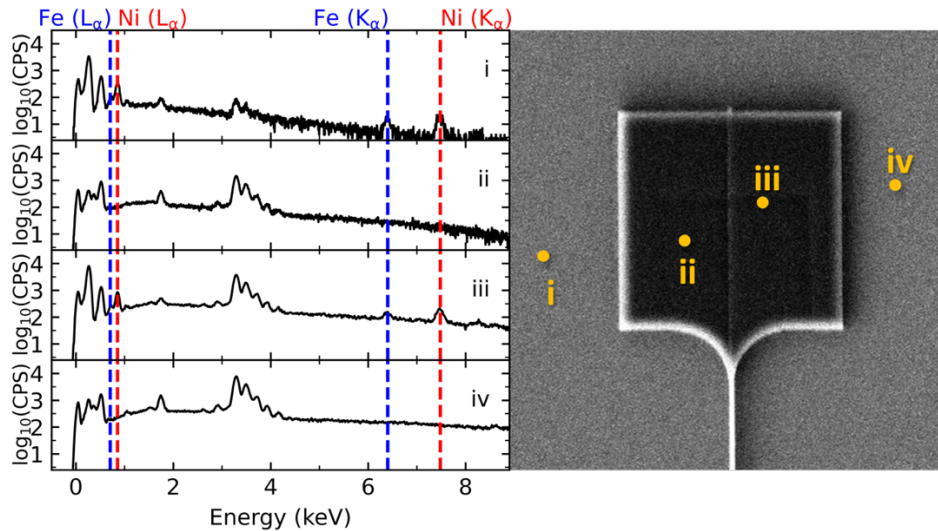 Fe (Lα) Ni (Lα) Fe (Kα) Ni (Kα)
log10(CPS) 4 3 2 1 i
log10(CPS) 4 3 2 1 ii
log10(CPS) 4 3 2 1 iii
log10(CPS) 4 3 2 1 iv
0 2 4 6 8
Energy (keV)
iv
iii
ii
i